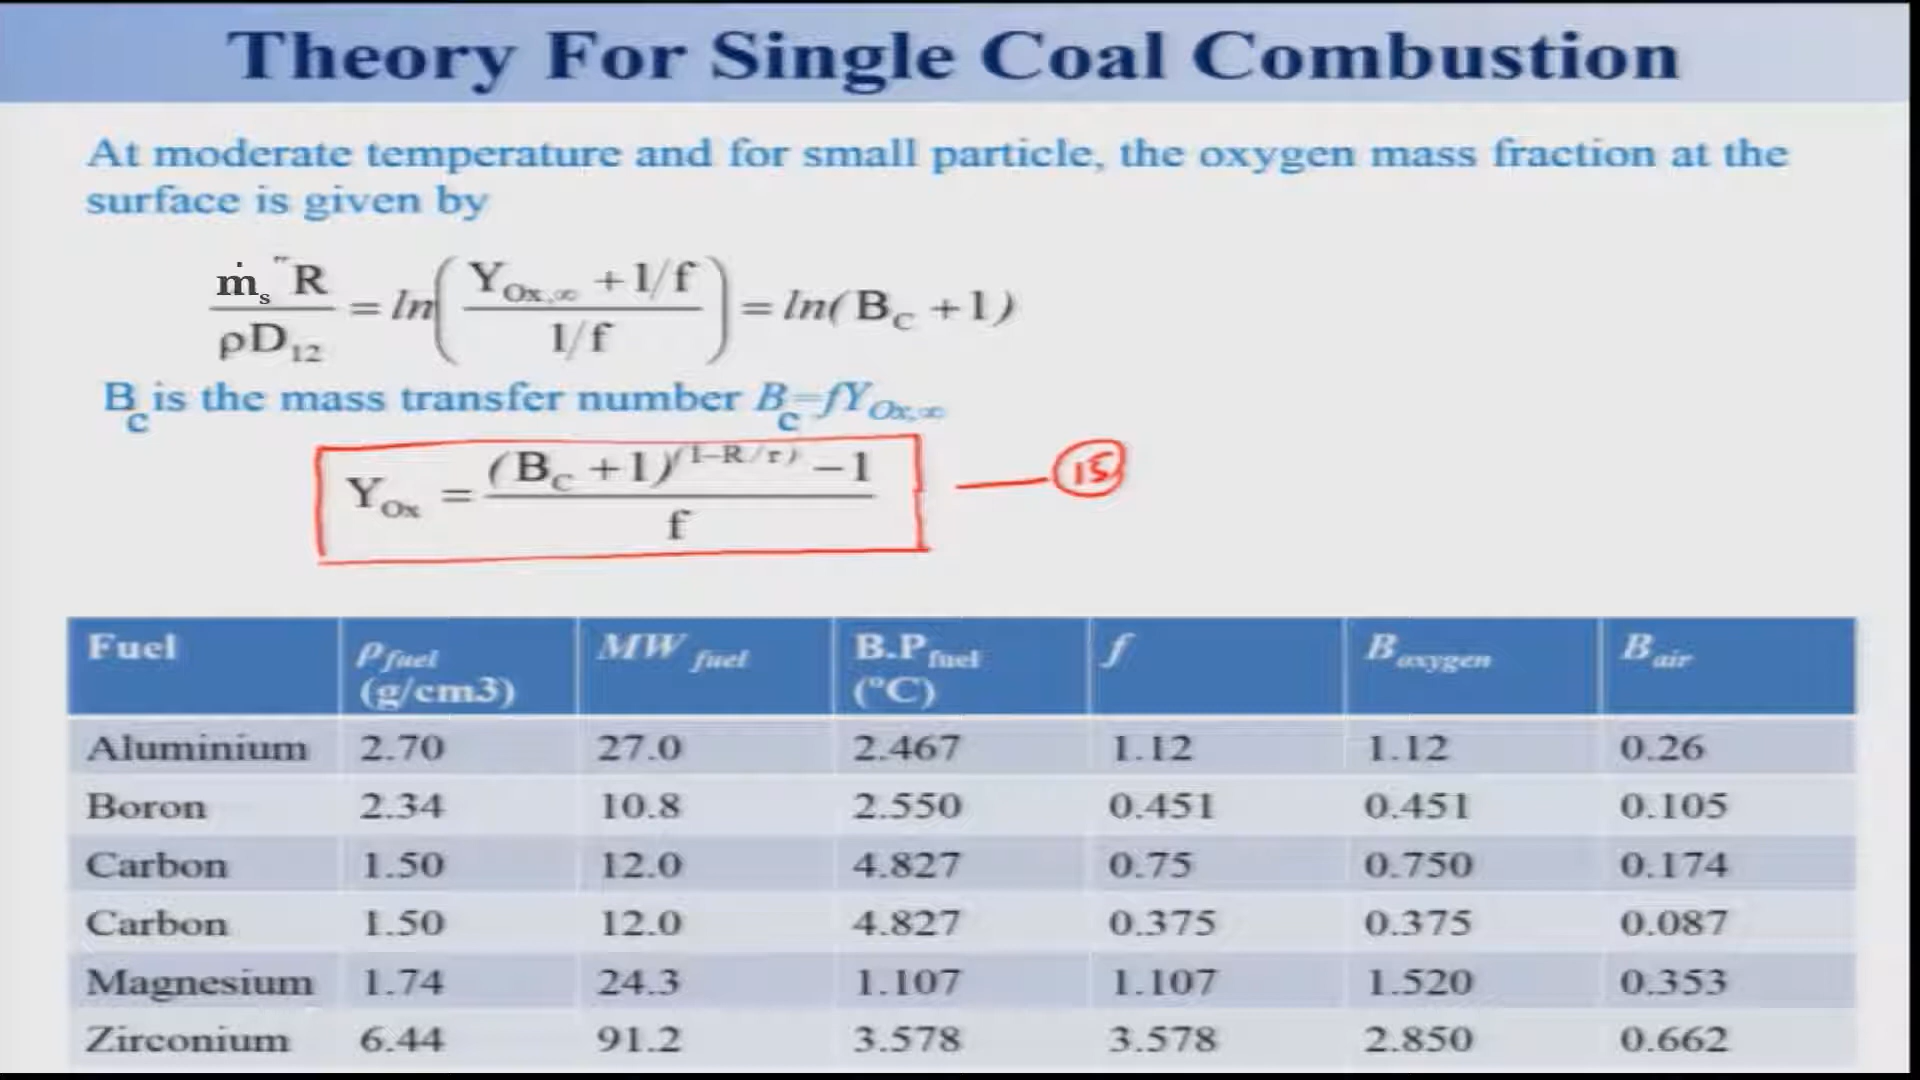 Theory For Single Coal Combustion
At moderate temperature and for small particle, the oxygen mass fraction at the
surface is given by
ṁs‴R / ρD12 = ln( (YOx,∞ + 1/f) / (1/f) ) = ln( BC + 1 )
Bc is the mass transfer number Bc=fYOx,∞
YOx = ( (BC + 1)^(1−R/r) − 1 ) / f 15
Fuel ρfuel (g/cm3) MW fuel B.Pfuel (ºC) f Boxygen Bair
Aluminium 2.70 27.0 2.467 1.12 1.12 0.26
Boron 2.34 10.8 2.550 0.451 0.451 0.105
Carbon 1.50 12.0 4.827 0.75 0.750 0.174
Carbon 1.50 12.0 4.827 0.375 0.375 0.087
Magnesium 1.74 24.3 1.107 1.107 1.520 0.353
Zirconium 6.44 91.2 3.578 3.578 2.850 0.662